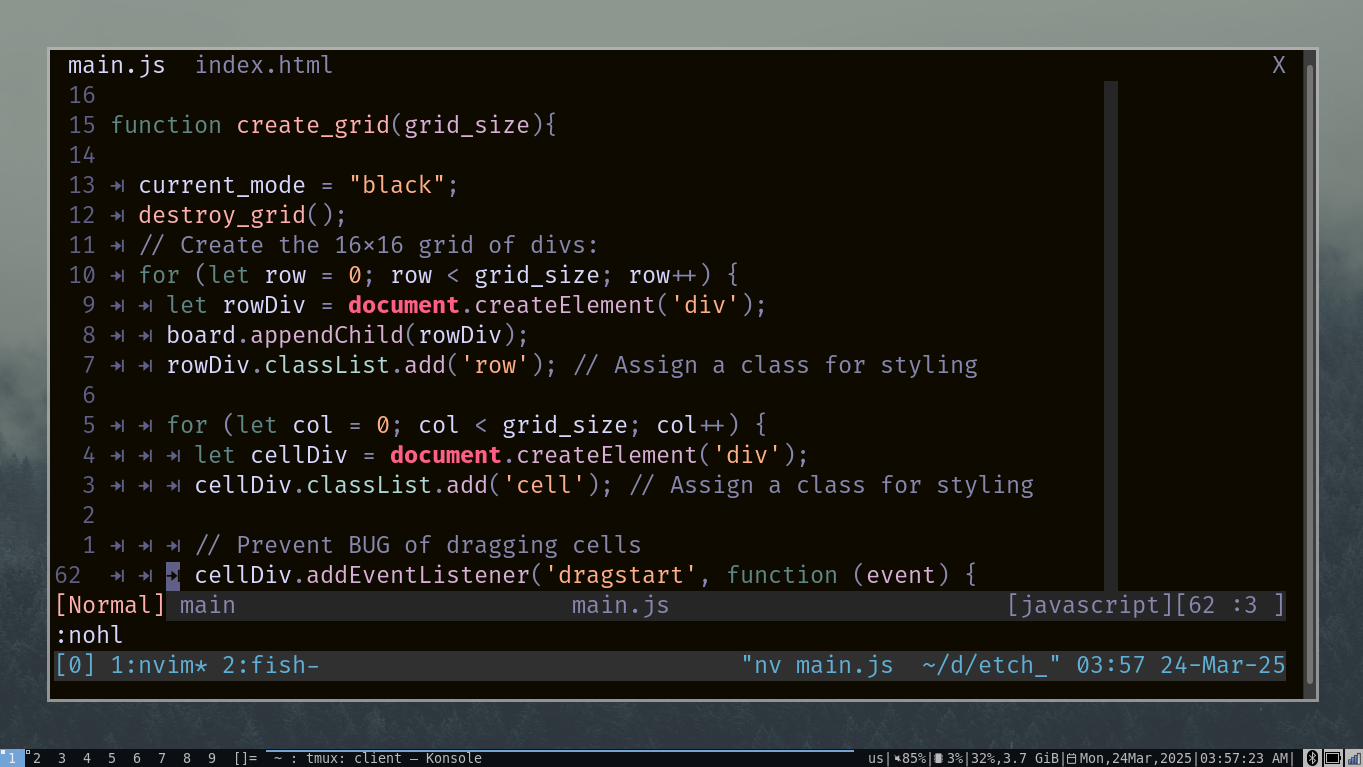 main.js index.html X
16
15 function create_grid(grid_size){
14
13 ⇥ current_mode = "black";
12 ⇥ destroy_grid();
11 ⇥ // Create the 16×16 grid of divs:
10 ⇥ for (let row = 0; row < grid_size; row++) {
9 ⇥ ⇥ let rowDiv = document.createElement('div');
8 ⇥ ⇥ board.appendChild(rowDiv);
7 ⇥ ⇥ rowDiv.classList.add('row'); // Assign a class for styling
6
5 ⇥ ⇥ for (let col = 0; col < grid_size; col++) {
4 ⇥ ⇥ ⇥ let cellDiv = document.createElement('div');
3 ⇥ ⇥ ⇥ cellDiv.classList.add('cell'); // Assign a class for styling
2
1 ⇥ ⇥ ⇥ // Prevent BUG of dragging cells
62 ⇥ ⇥ ⇥ cellDiv.addEventListener('dragstart', function (event) {
[Normal] main main.js [javascript][62 :3 ]
:nohl
[0] 1:nvim* 2:fish- "nv main.js ~/d/etch_" 03:57 24-Mar-25
1 2 3 4 5 6 7 8 9 []= ~ : tmux: client — Konsole us| 85%| 3%|32%,3.7 GiB| Mon,24Mar,2025|03:57:23 AM|